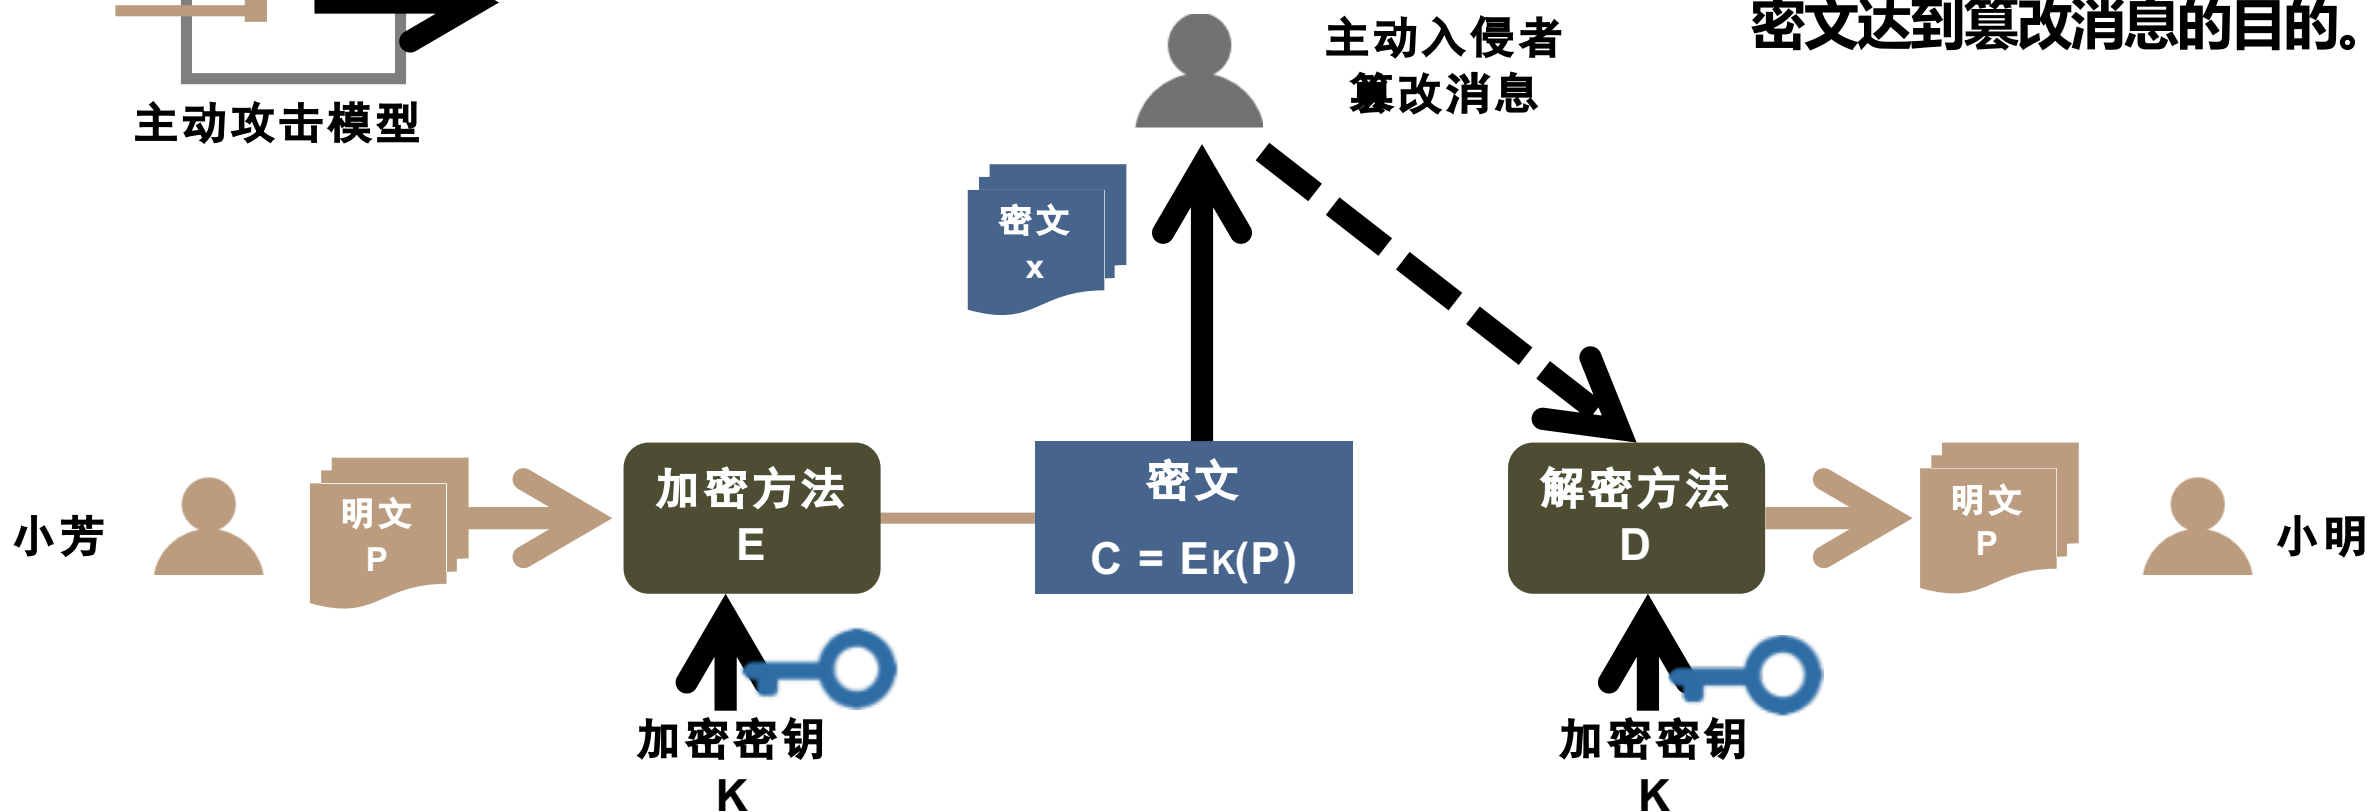 密文达到篡改消息的目的。
主动入侵者
篡改消息
主动攻击模型
密文
x
小芳
明文
P
加密方法
E
密文
C = EK(P)
解密方法
D
明文
P
小明
加密密钥
K
加密密钥
K